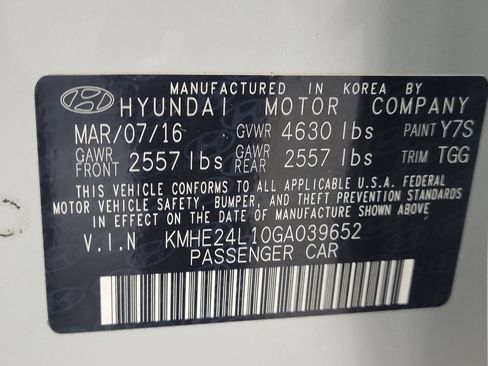 MANUFACTURED IN KOREA BY
HYUNDAI MOTOR COMPANY
MAR/07/16 GVWR 4630 lbs PAINT Y7S
GAWR FRONT 2557 lbs GAWR REAR 2557 lbs TRIM TGG
THIS VEHICLE CONFORMS TO ALL APPLICABLE U.S.A. FEDERAL
MOTOR VEHICLE SAFETY, BUMPER, AND THEFT PREVENTION STANDARDS
IN EFFECT ON THE DATE OF MANUFACTURE SHOWN ABOVE.
V.I.N KMHE24L10GA039652
PASSENGER CAR